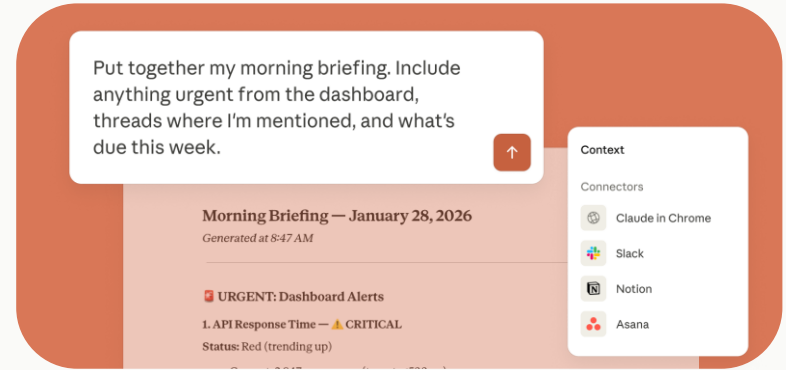 Put together my morning briefing. Include
anything urgent from the dashboard,
threads where I'm mentioned, and what's
due this week.
Context
Connectors
Claude in Chrome
Slack
Notion
Asana
Morning Briefing — January 28, 2026
Generated at 8:47 AM
🚨 URGENT: Dashboard Alerts
1. API Response Time — ⚠️ CRITICAL
Status: Red (trending up)